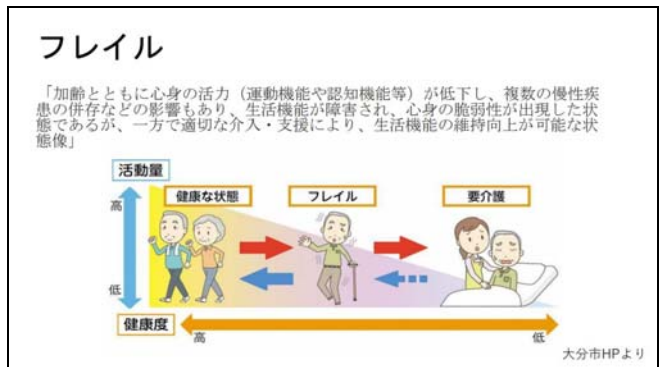 フレイル
「加齢とともに心身の活力（運動機能や認知機能等）が低下し、複数の慢性疾
患の併存などの影響もあり、生活機能が障害され、心身の脆弱性が出現した状
態であるが、一方で適切な介入・支援により、生活機能の維持向上が可能な状
態像」
活動量
健康な状態
フレイル
要介護
高
低
健康度
高
低
大分市HPより